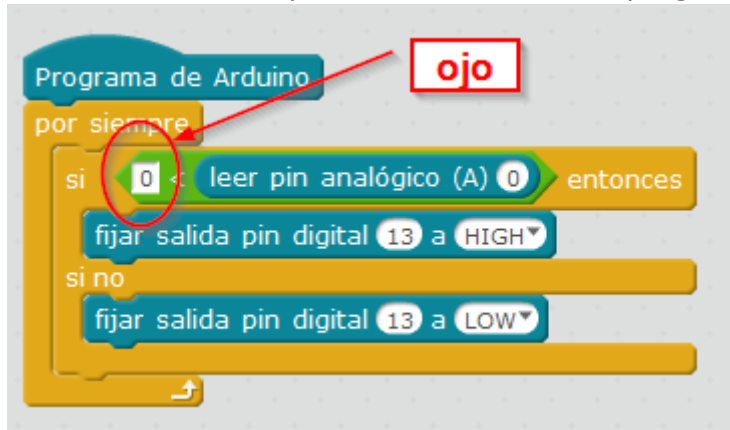 ojo
Programa de Arduino
por siempre
si 0 < leer pin analógico (A) 0 entonces
fijar salida pin digital 13 a HIGH
si no
fijar salida pin digital 13 a LOW